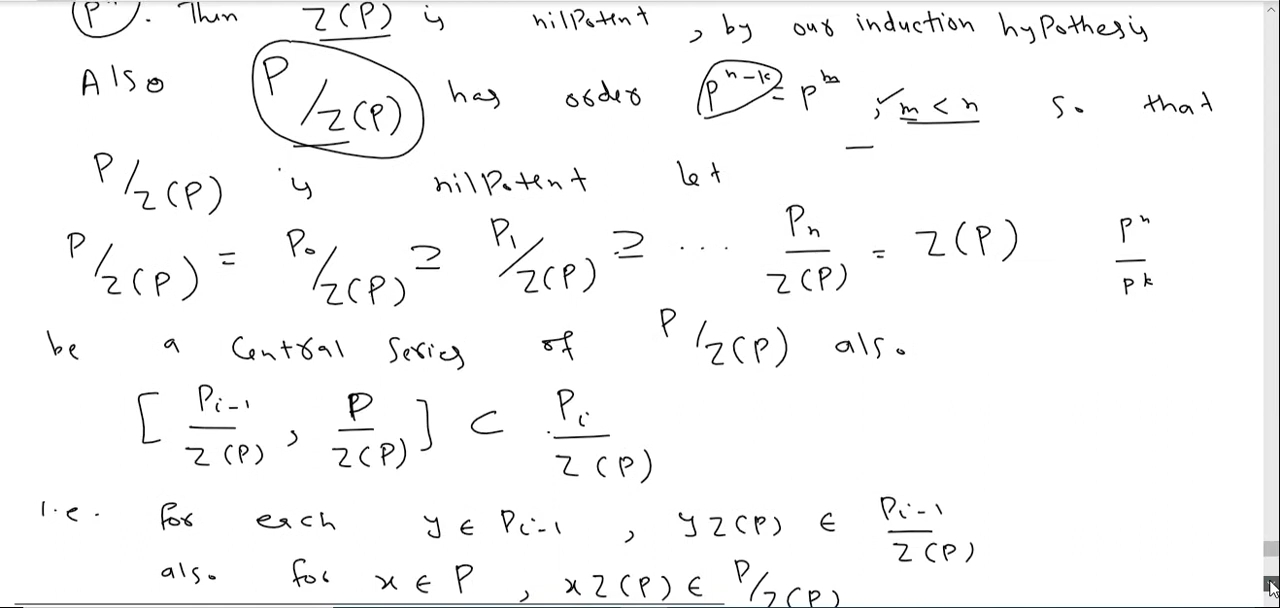 (P^k). Then Z(P) is nilpotent, by our induction hypothesis
Also P/Z(P) has order p^{n-k} = p^m, m < n so that
P/Z(P) is nilpotent let
P/Z(P) = P₀/Z(P) ⊇ P₁/Z(P) ⊇ ... Pₙ/Z(P) = Z(P) pⁿ/p^k
be a Central Series of P/Z(P) also
[P_{i-1}/Z(P), P/Z(P)] ⊂ P_i/Z(P)
i.e. for each y ∈ P_{i-1}, yZ(P) ∈ P_{i-1}/Z(P)
also for x ∈ P, xZ(P) ∈ P/Z(P)